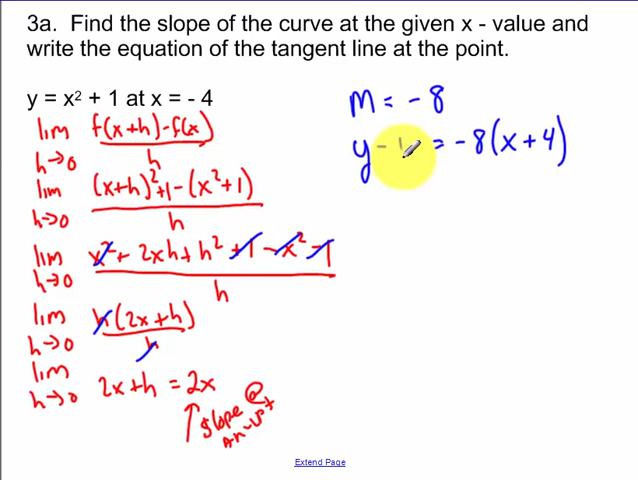 3a. Find the slope of the curve at the given x - value and
write the equation of the tangent line at the point.
y = x² + 1 at x = - 4
lim h→0 f(x+h)-f(x) / h
lim h→0 (x+h)²+1-(x²+1) / h
lim h→0 x²+2xh+h²+1-x²-1 / h
lim h→0 h(2x+h) / h
lim h→0 2x+h = 2x
↑ slope @
m = -8
y - = -8(x+4)
Extend Page